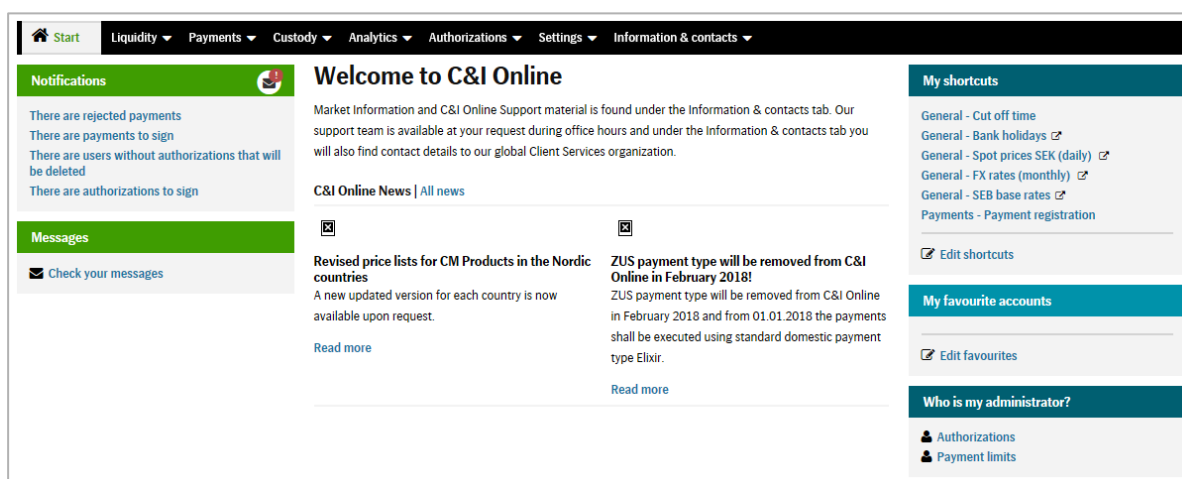 Start Liquidity Payments Custody Analytics Authorizations Settings Information & contacts
Notifications
There are rejected payments
There are payments to sign
There are users without authorizations that will
be deleted
There are authorizations to sign
Messages
Check your messages
Welcome to C&I Online
Market Information and C&I Online Support material is found under the Information & contacts tab. Our
support team is available at your request during office hours and under the Information & contacts tab you
will also find contact details to our global Client Services organization.
C&I Online News | All news
Revised price lists for CM Products in the Nordic
countries
A new updated version for each country is now
available upon request.
Read more
ZUS payment type will be removed from C&I
Online in February 2018!
ZUS payment type will be removed from C&I Online
in February 2018 and from 01.01.2018 the payments
shall be executed using standard domestic payment
type Elixir.
Read more
My shortcuts
General - Cut off time
General - Bank holidays
General - Spot prices SEK (daily)
General - FX rates (monthly)
General - SEB base rates
Payments - Payment registration
Edit shortcuts
My favourite accounts
Edit favourites
Who is my administrator?
Authorizations
Payment limits